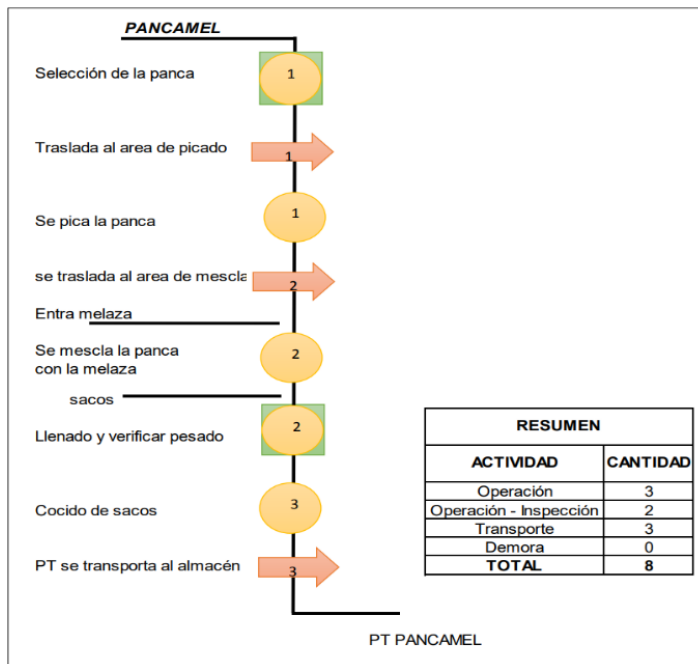 PANCAMEL
Selección de la panca
1
Traslada al area de picado
1
Se pica la panca
1
se traslada al area de mescla
2
Entra melaza
Se mescla la panca
con la melaza
2
sacos
Llenado y verificar pesado
2
Cocido de sacos
3
PT se transporta al almacén
3
PT PANCAMEL
RESUMEN
ACTIVIDAD CANTIDAD
Operación 3
Operación - Inspección 2
Transporte 3
Demora 0
TOTAL 8